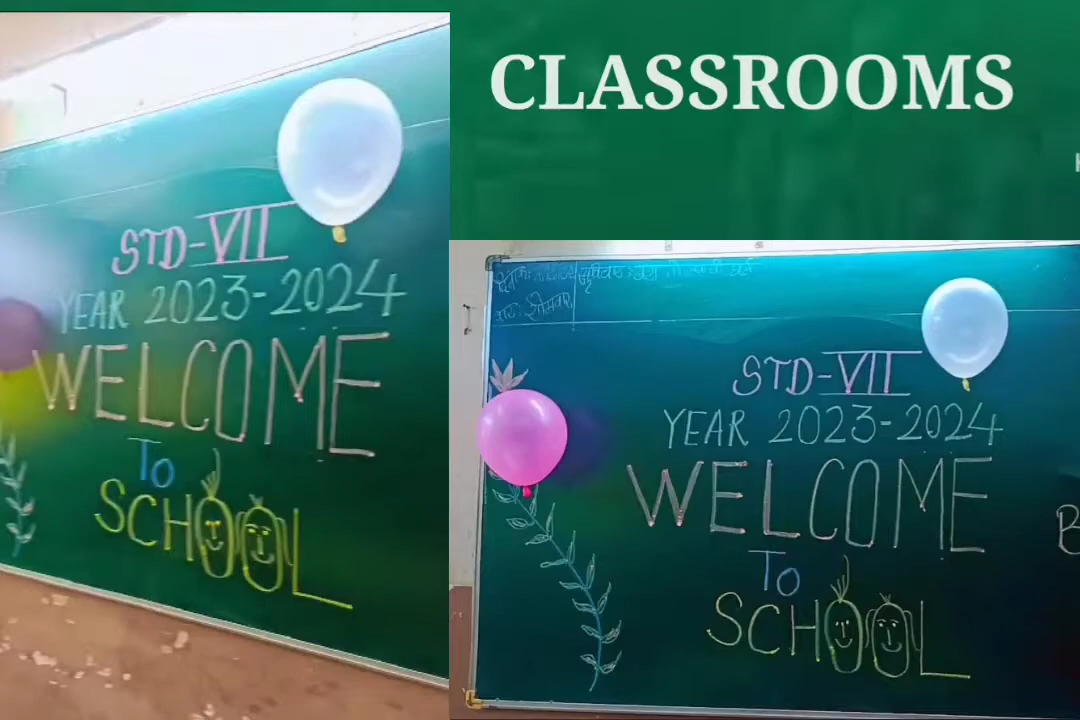 CLASSROOMS
STD-VII
YEAR 2023-2024
WELCOME
To
SCHOOL
STD-VII
YEAR 2023-2024
WELCOME
To
SCHOOL
B